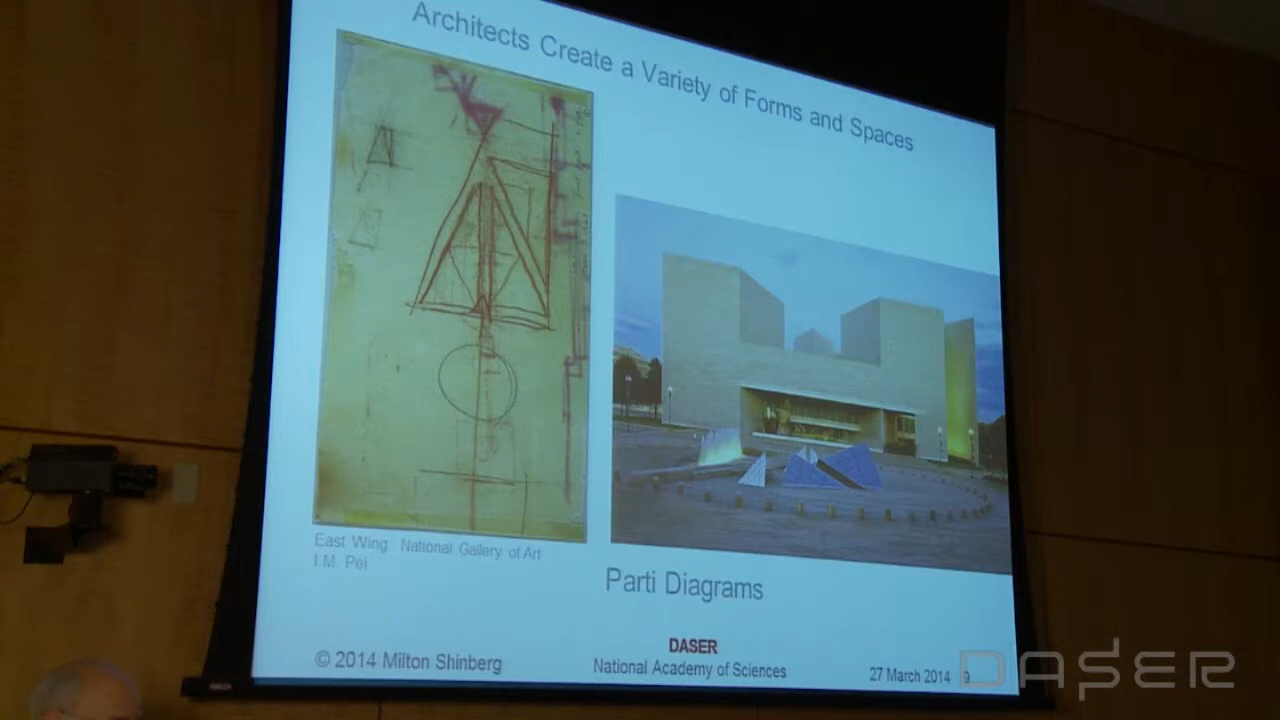 Architects Create a Variety of Forms and Spaces
East Wing National Gallery of Art
I.M. Pei
Parti Diagrams
© 2014 Milton Shinberg
DASER
National Academy of Sciences
27 March 2014 9
DASER